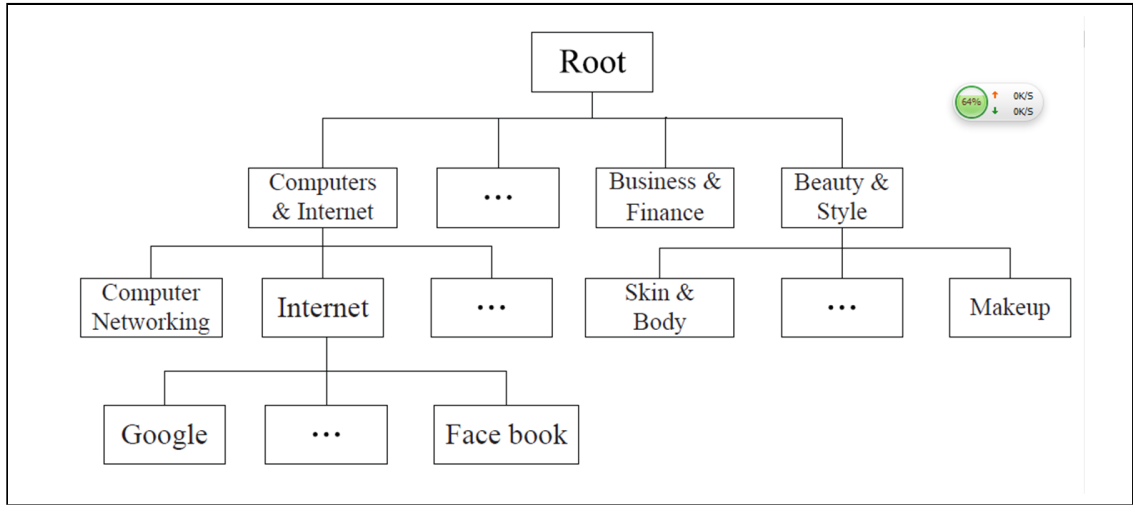 Root
64%
↑ 0K/S
↓ 0K/S
Computers
& Internet
...
Business &
Finance
Beauty &
Style
Computer
Networking
Internet
...
Skin &
Body
...
Makeup
Google
...
Face book